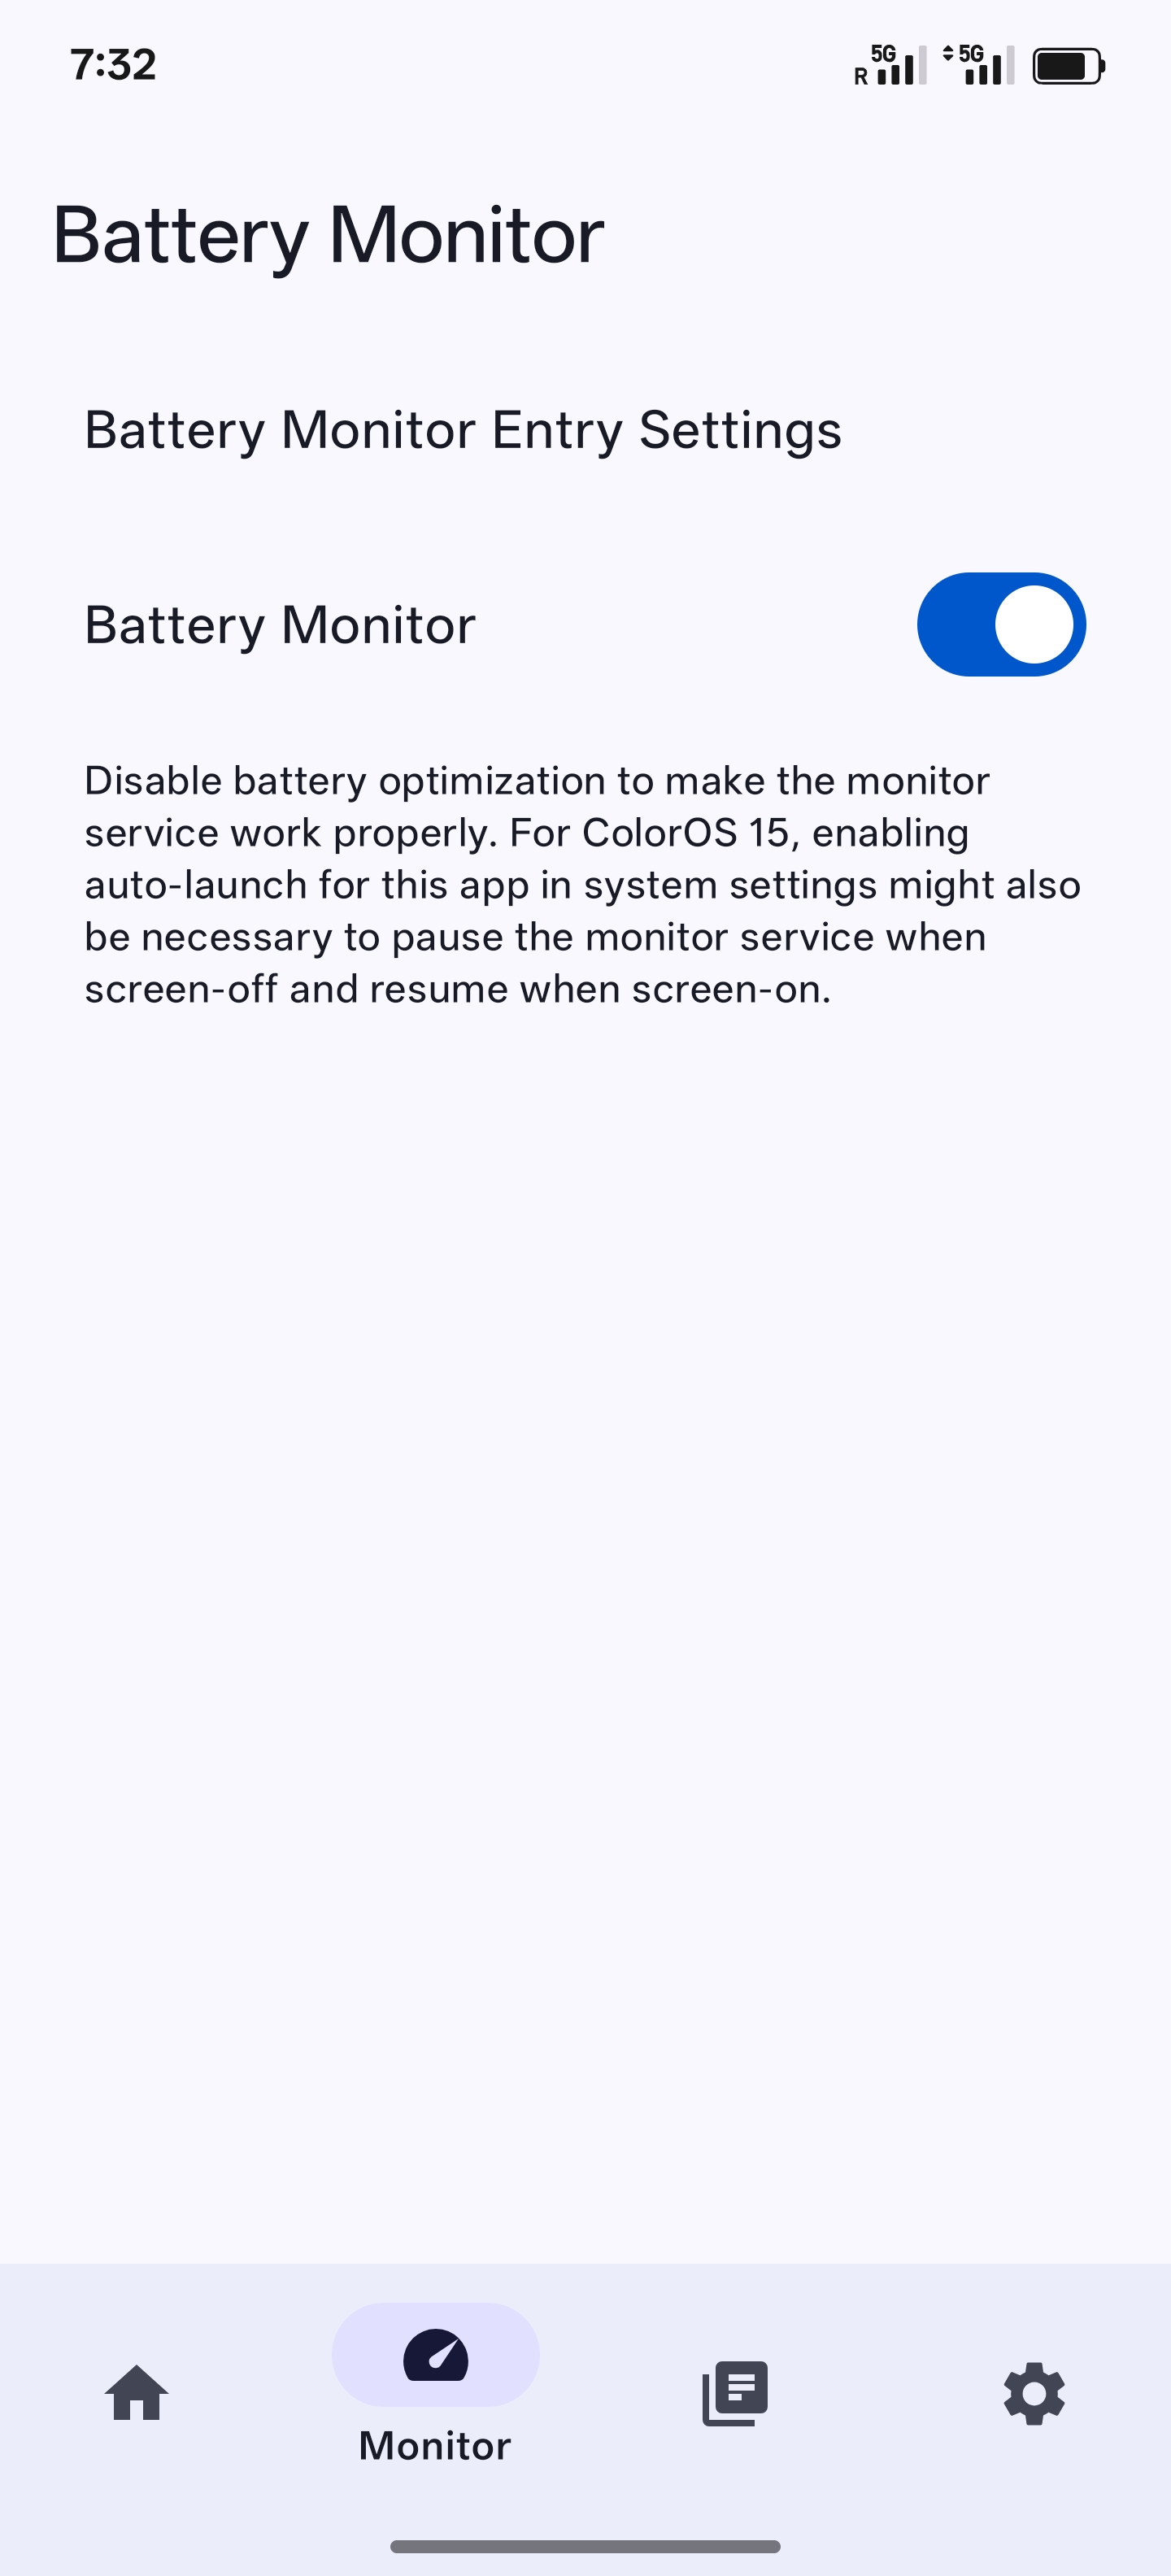 7:32
R 5G 5G
Battery Monitor
Battery Monitor Entry Settings
Battery Monitor
Disable battery optimization to make the monitor
service work properly. For ColorOS 15, enabling
auto-launch for this app in system settings might also
be necessary to pause the monitor service when
screen-off and resume when screen-on.
Monitor